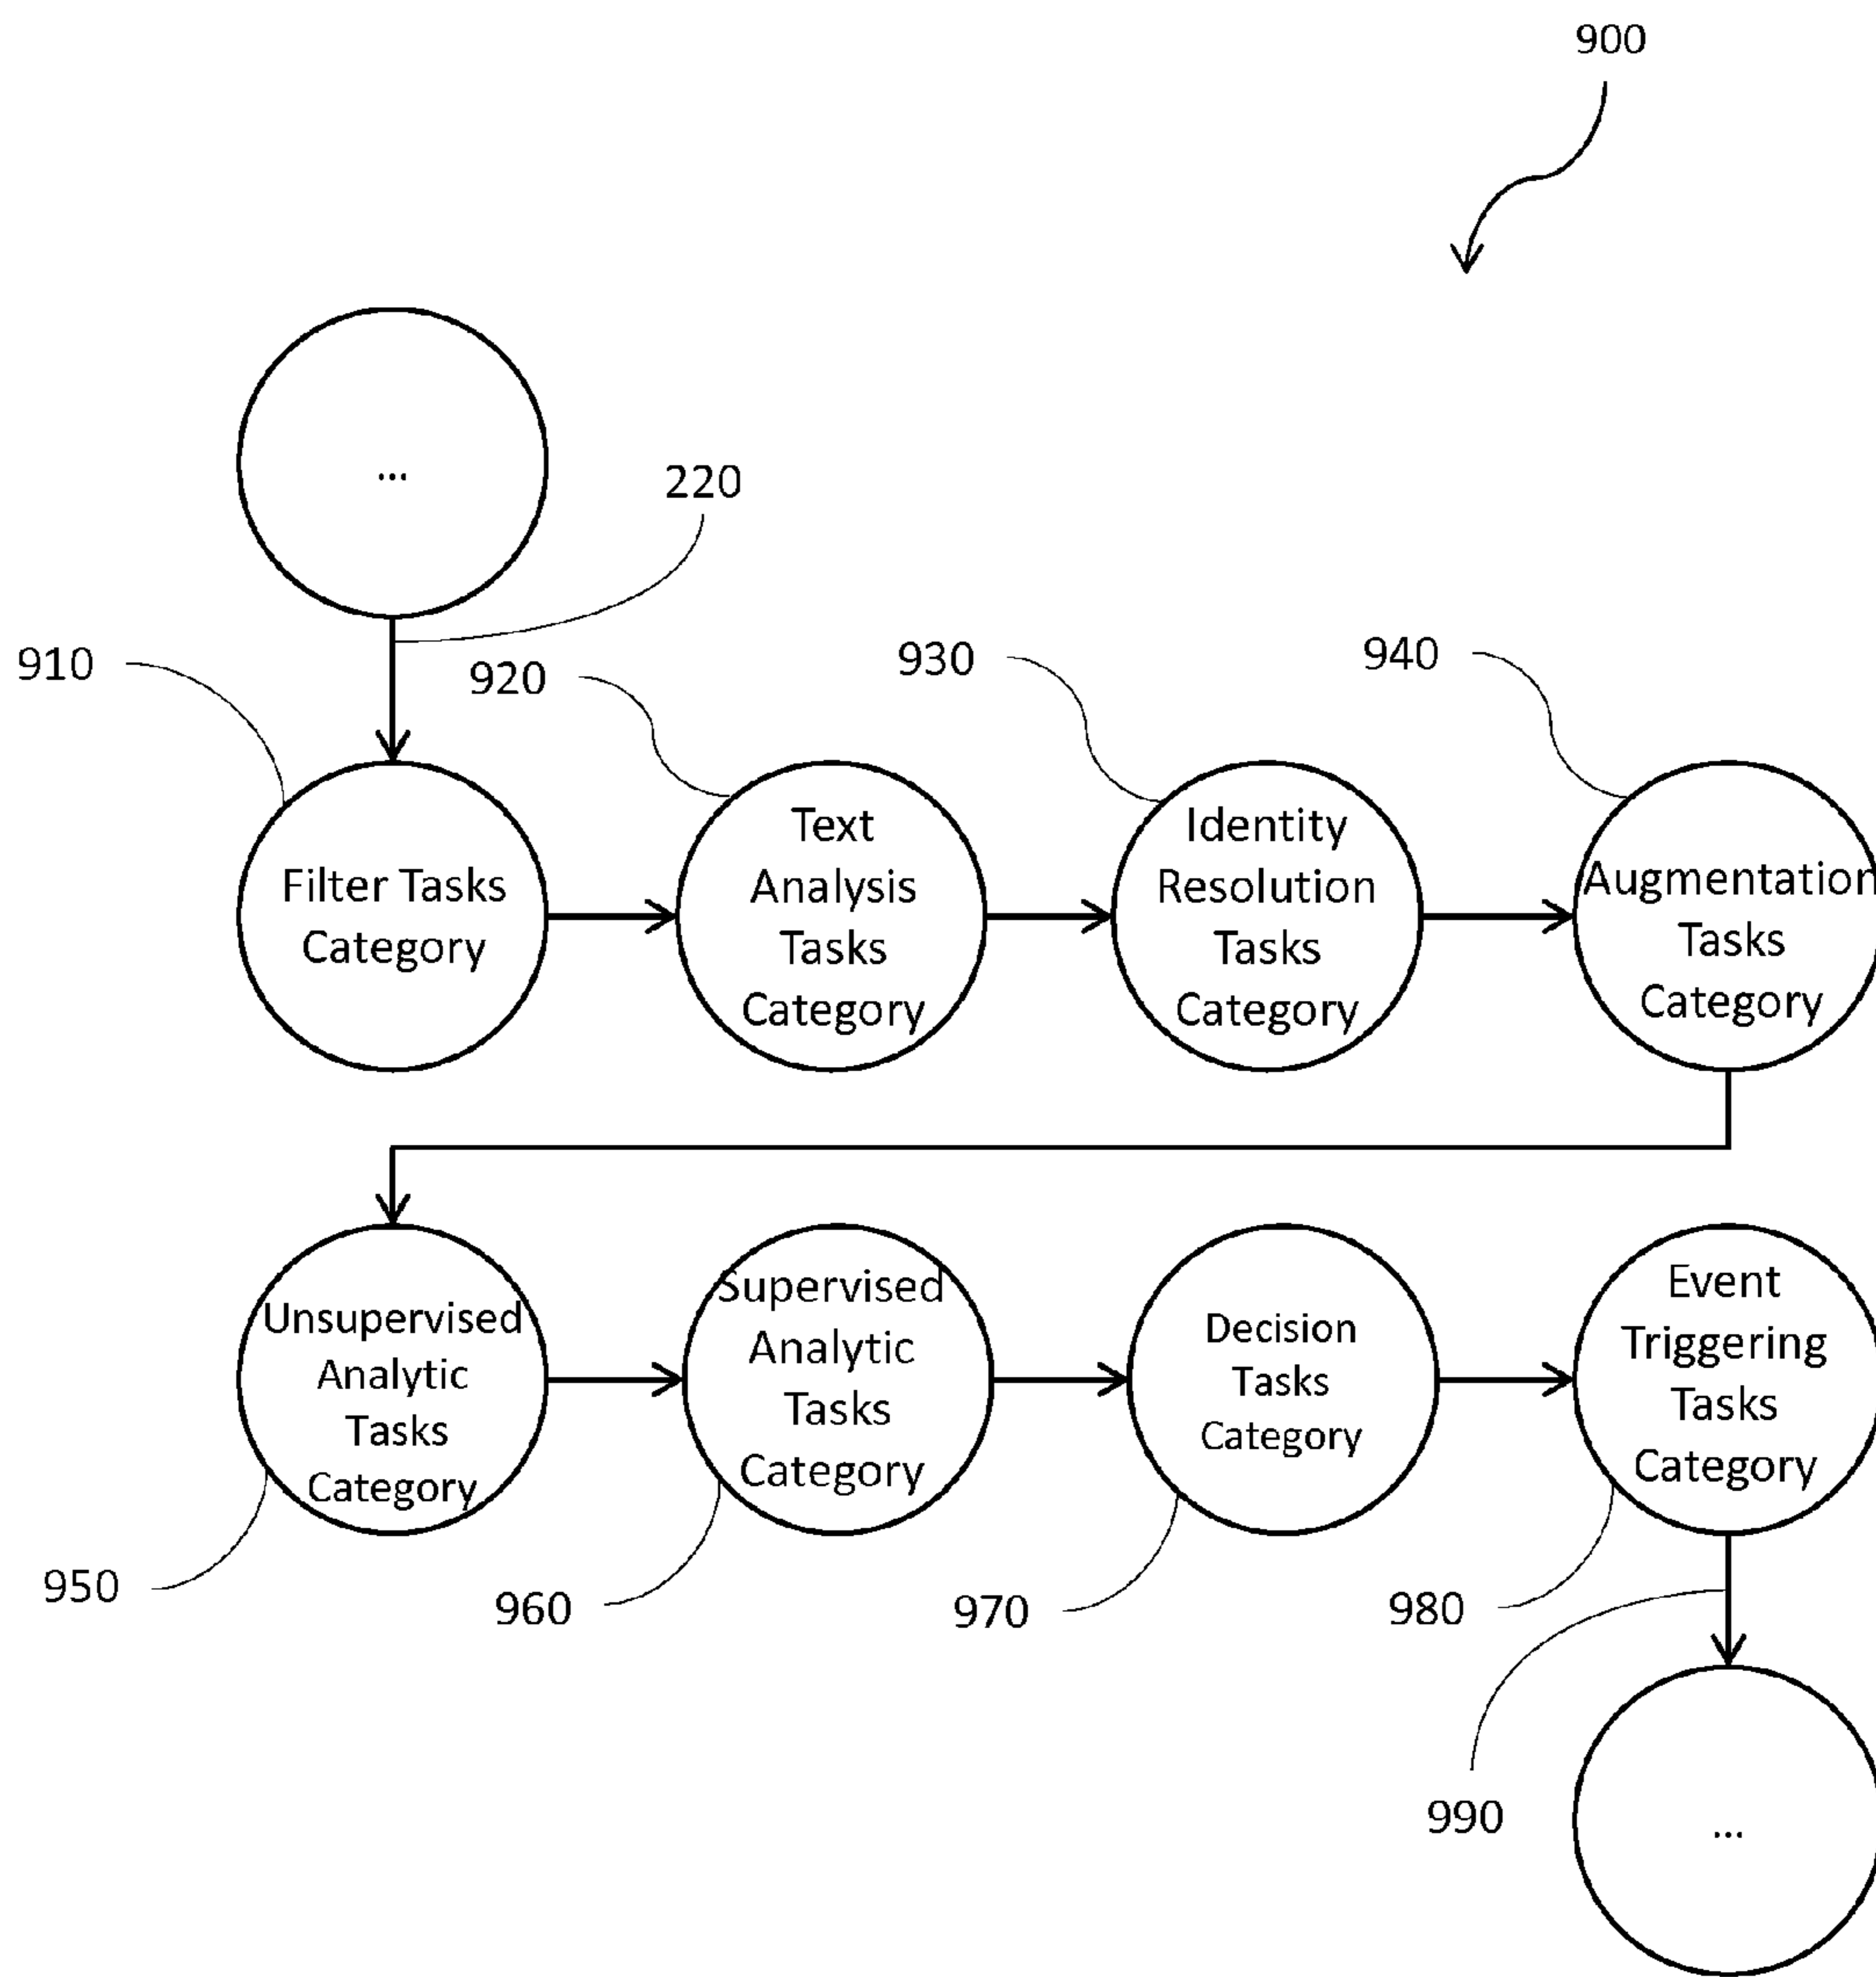 900
...
220
910
920
930
940
Filter Tasks
Category
Text
Analysis
Tasks
Category
Identity
Resolution
Tasks
Category
Augmentation
Tasks
Category
Unsupervised
Analytic
Tasks
Category
Supervised
Analytic
Tasks
Category
Decision
Tasks
Category
Event
Triggering
Tasks
Category
950
960
970
980
990
...